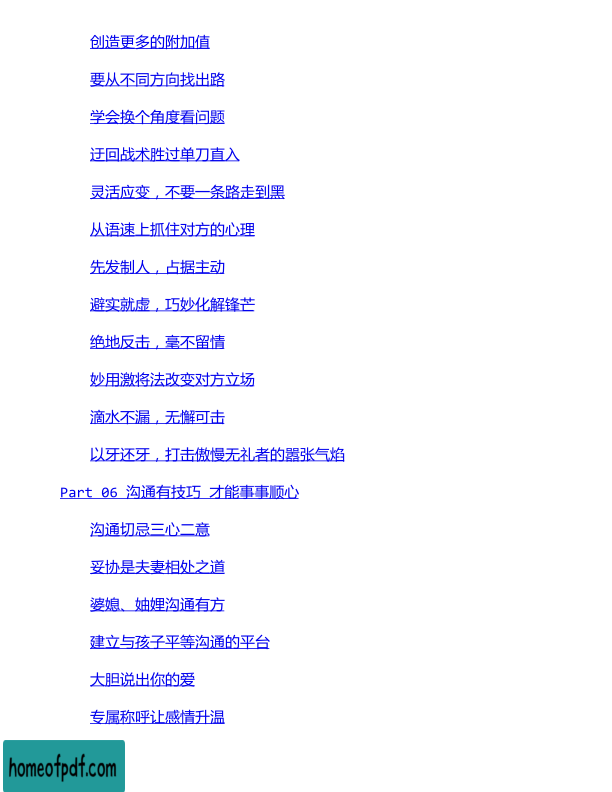 创造更多的附加值
要从不同方向找出路
学会换个角度看问题
迂回战术胜过单刀直入
灵活应变，不要一条路走到黑
从语速上抓住对方的心理
先发制人，占据主动
避实就虚，巧妙化解锋芒
绝地反击，毫不留情
妙用激将法改变对方立场
滴水不漏，无懈可击
以牙还牙，打击傲慢无礼者的嚣张气焰
Part 06 沟通有技巧 才能事事顺心
沟通切忌三心二意
妥协是夫妻相处之道
婆媳、妯娌沟通有方
建立与孩子平等沟通的平台
大胆说出你的爱
专属称呼让感情升温
homeofpdf.com